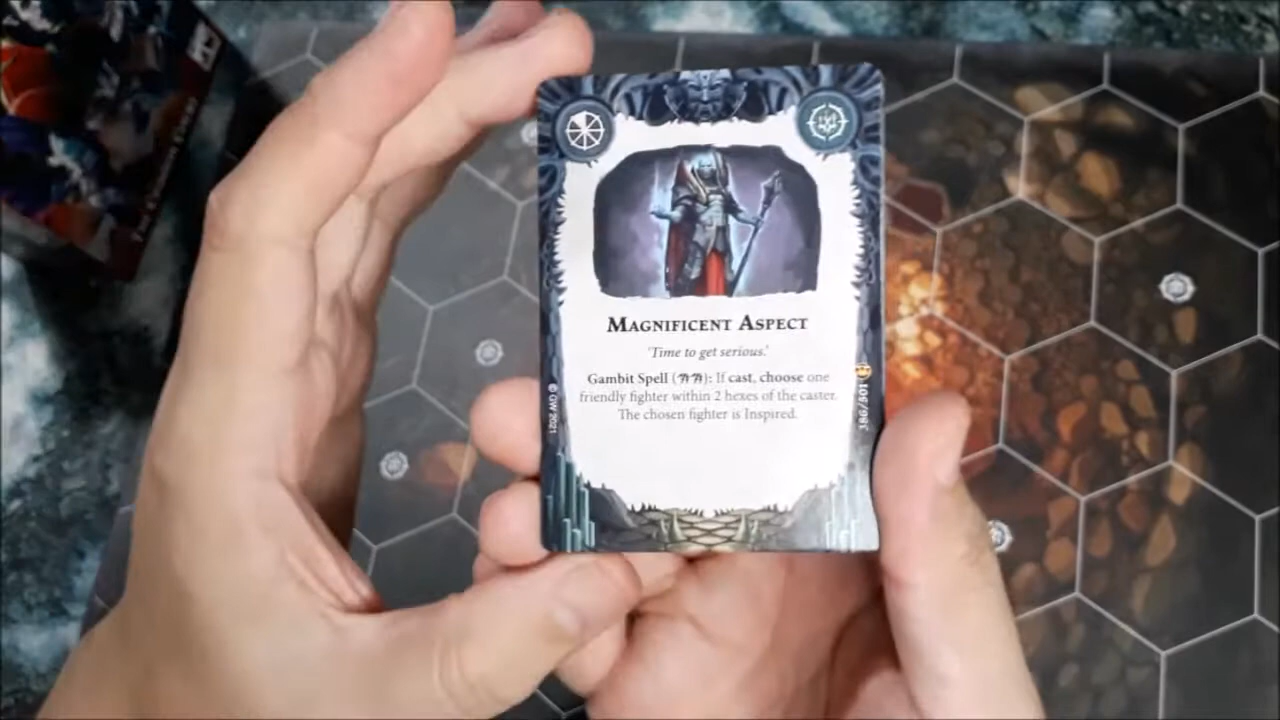 MAGNIFICENT ASPECT
'Time to get serious.'
Gambit Spell ( ): If cast, choose one
friendly fighter within 2 hexes of the caster.
The chosen fighter is Inspired.
© GW 2021
386/501